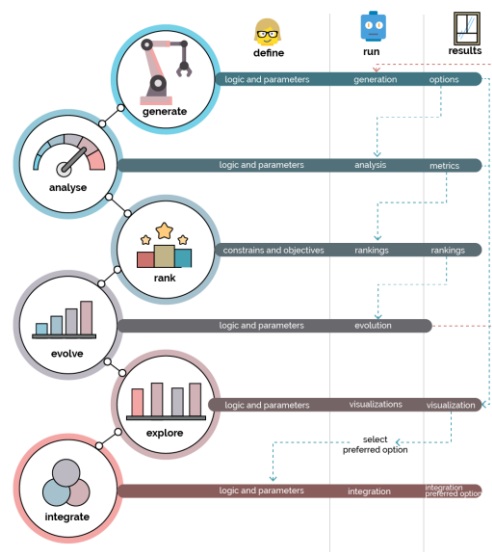 define
run
results
generate
logic and parameters
generation
options
analyse
logic and parameters
analysis
metrics
rank
constrains and objectives
rankings
rankings
evolve
logic and parameters
evolution
explore
logic and parameters
visualizations
visualization
select
preferred option
integrate
logic and parameters
integration
integration
preferred option